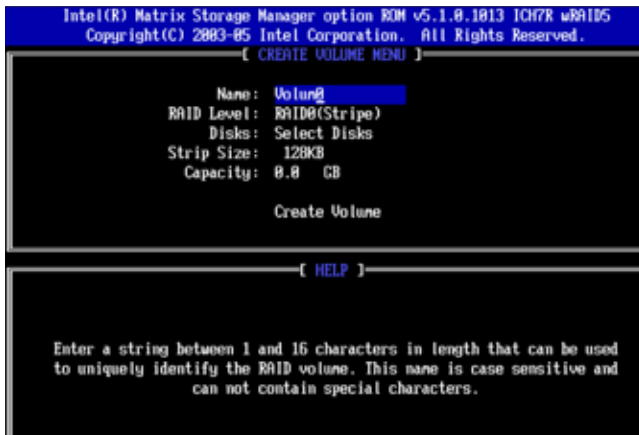 Intel(R) Matrix Storage Manager option ROM v5.1.0.1013 ICH7R wRAID5
Copyright(C) 2003-05 Intel Corporation. All Rights Reserved.
[ CREATE VOLUME MENU ]
Name: Volum0
RAID Level: RAID0(Stripe)
Disks: Select Disks
Strip Size: 128KB
Capacity: 0.0 GB
Create Volume
[ HELP ]
Enter a string between 1 and 16 characters in length that can be used
to uniquely identify the RAID volume. This name is case sensitive and
can not contain special characters.